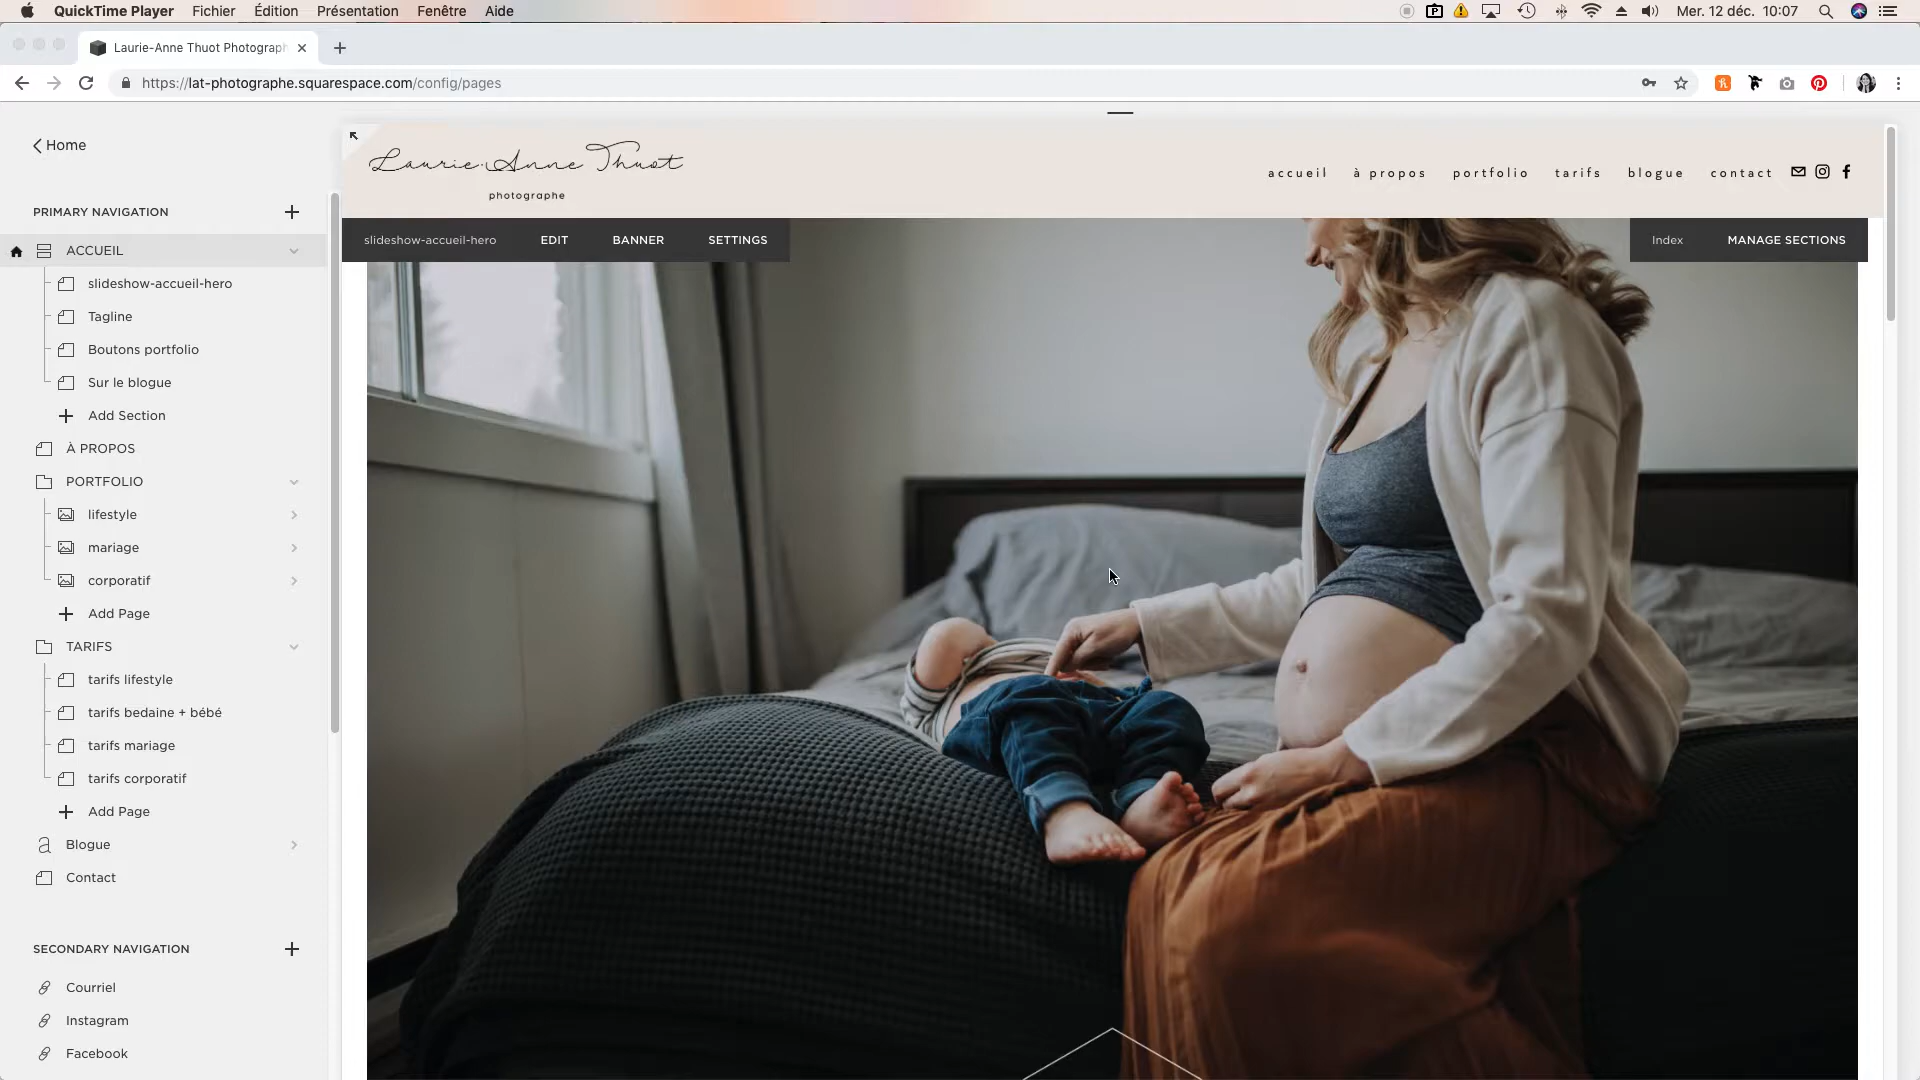 QuickTime Player Fichier Édition Présentation Fenêtre Aide Mer. 12 déc. 10:07
Laurie-Anne Thuot Photograph
https://lat-photographe.squarespace.com/config/pages
Home
PRIMARY NAVIGATION
ACCUEIL
slideshow-accueil-hero
Tagline
Boutons portfolio
Sur le blogue
Add Section
À PROPOS
PORTFOLIO
lifestyle
mariage
corporatif
Add Page
TARIFS
tarifs lifestyle
tarifs bedaine + bébé
tarifs mariage
tarifs corporatif
Add Page
Blogue
Contact
SECONDARY NAVIGATION
Courriel
Instagram
Facebook
Laurie-Anne Thuot
photographe
accueil à propos portfolio tarifs blogue contact
slideshow-accueil-hero EDIT BANNER SETTINGS
Index MANAGE SECTIONS